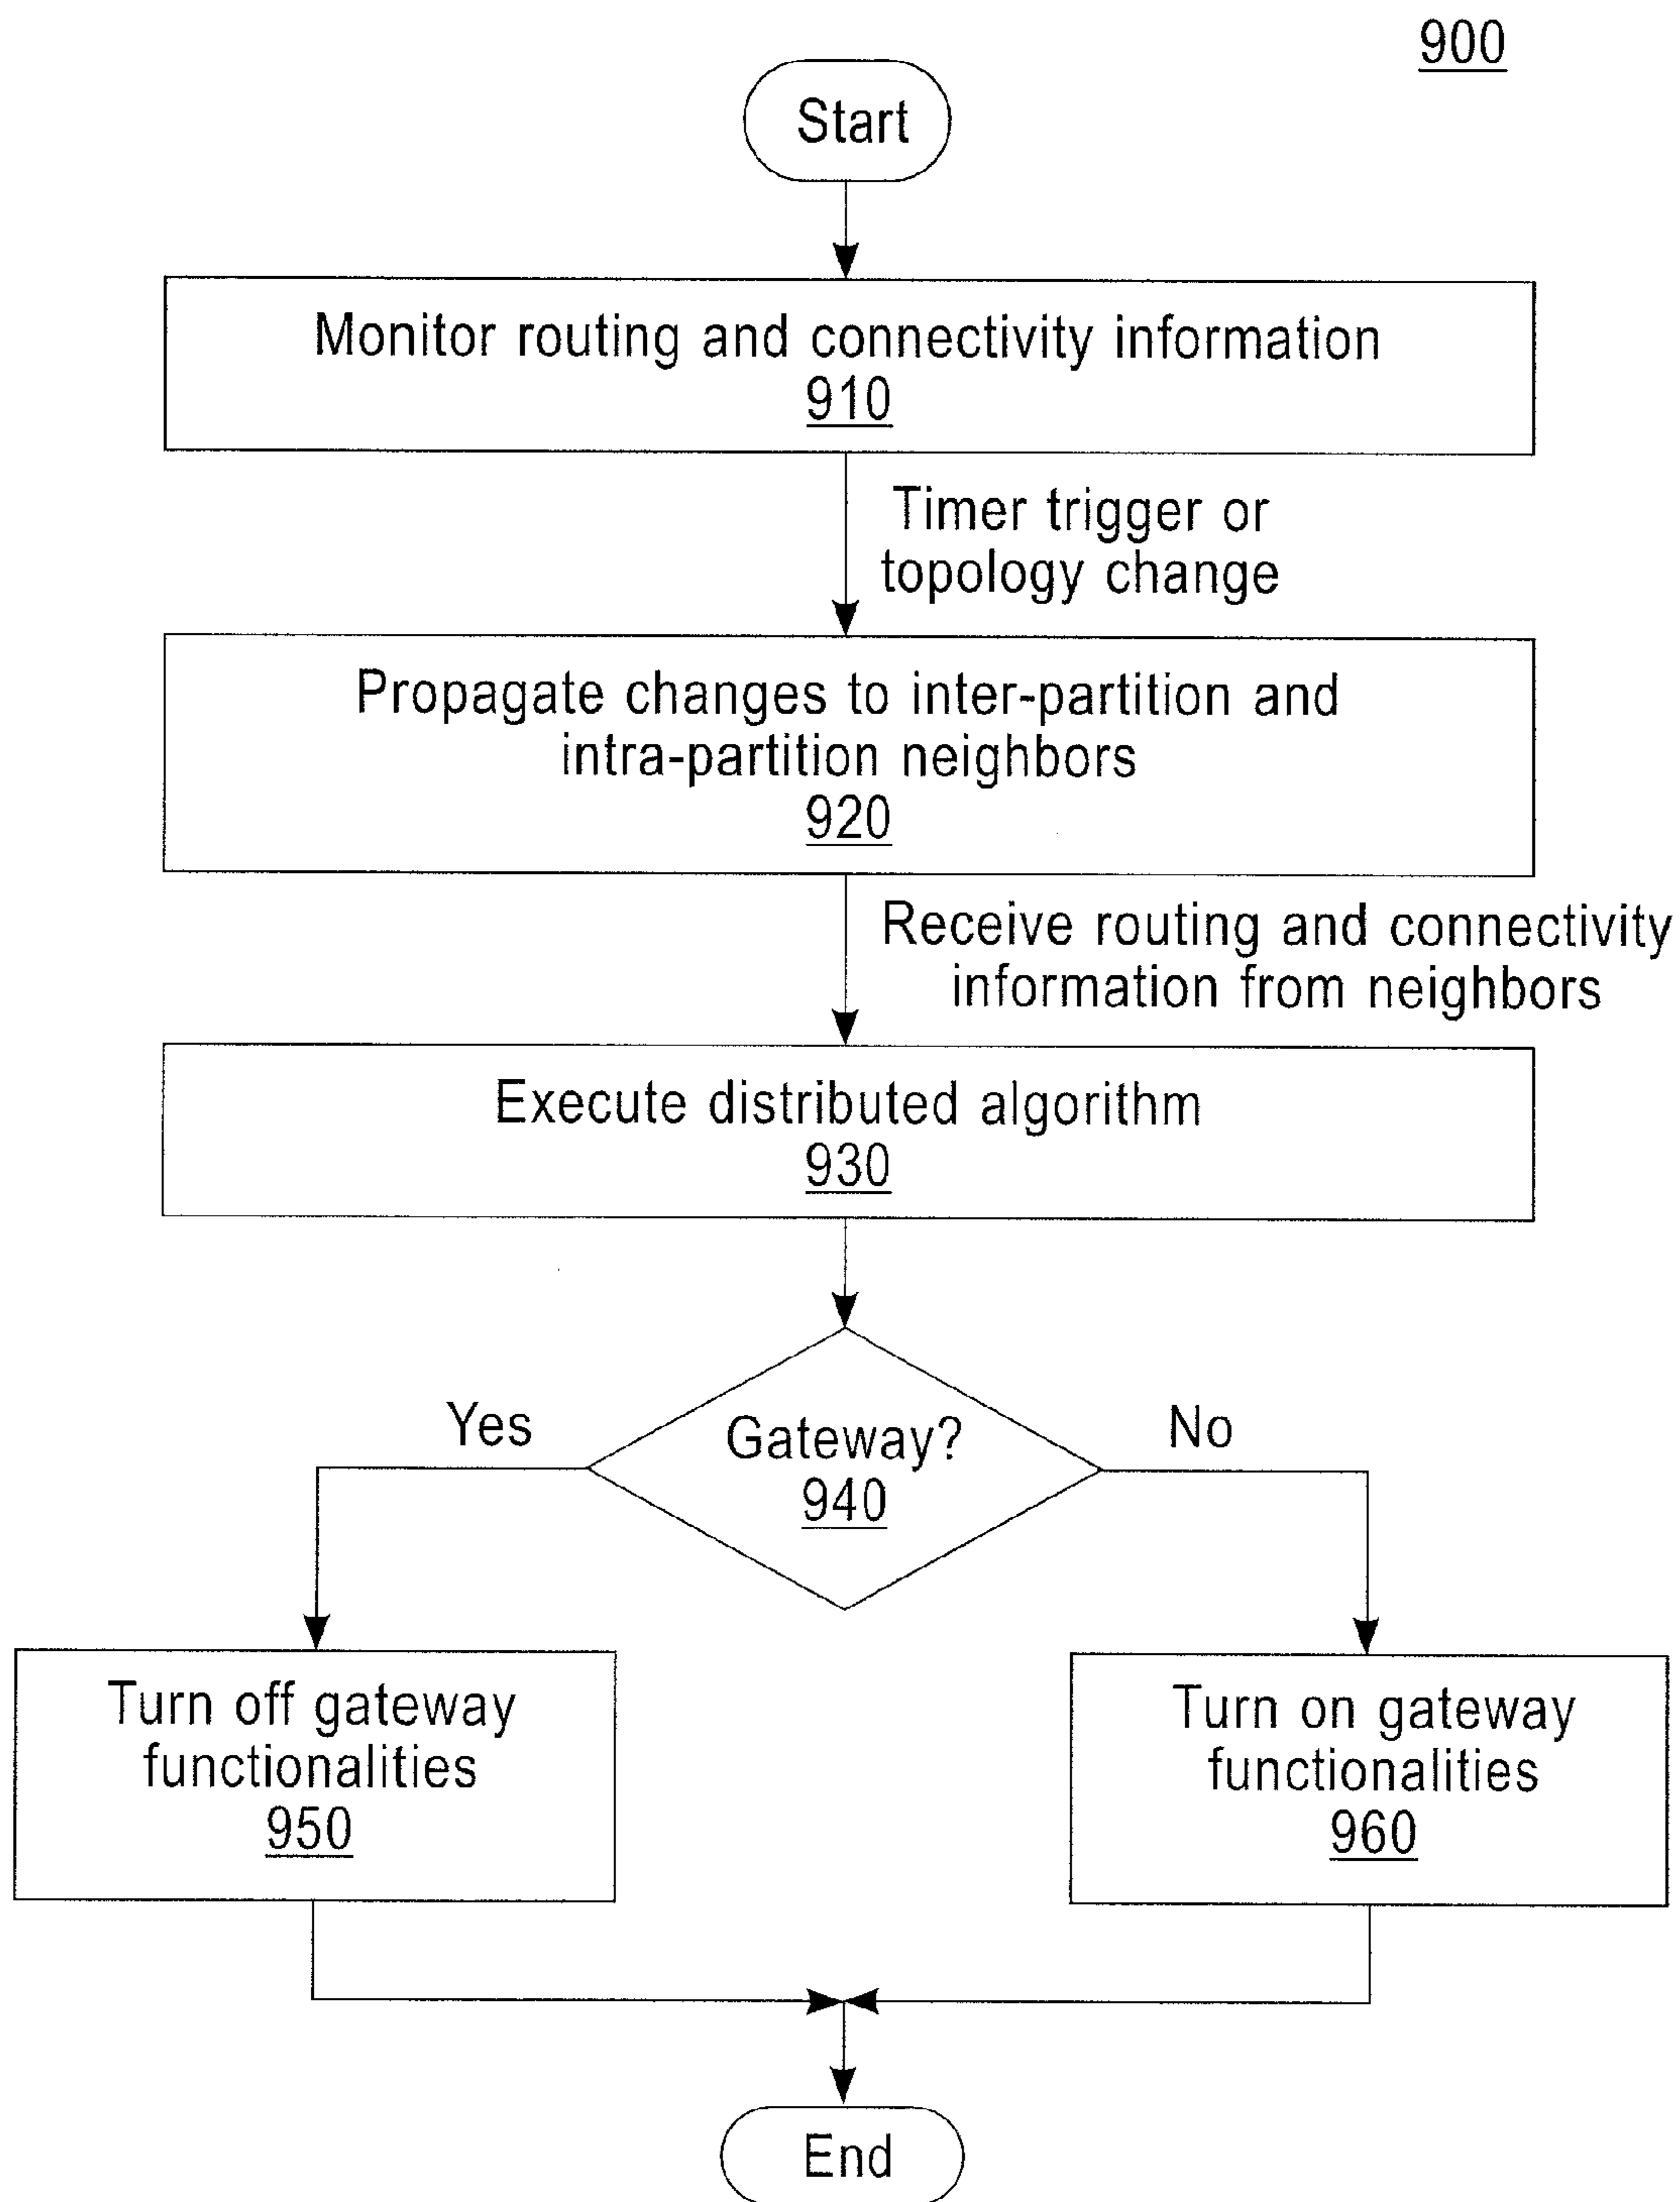 900
Start
Monitor routing and connectivity information
910
Timer trigger or
topology change
Propagate changes to inter-partition and
intra-partition neighbors
920
Receive routing and connectivity
information from neighbors
Execute distributed algorithm
930
Gateway?
940
Yes
No
Turn off gateway
functionalities
950
Turn on gateway
functionalities
960
End